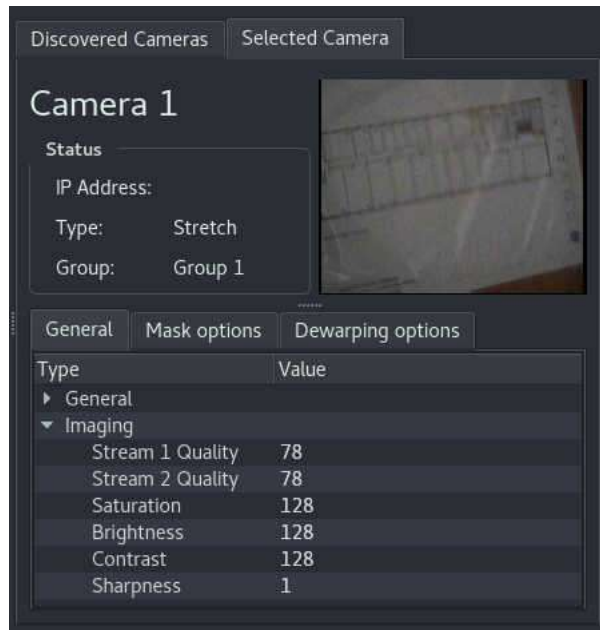 Discovered Cameras Selected Camera
Camera 1
Status
IP Address:
Type: Stretch
Group: Group 1
General Mask options Dewarping options
Type Value
General
Imaging
Stream 1 Quality 78
Stream 2 Quality 78
Saturation 128
Brightness 128
Contrast 128
Sharpness 1